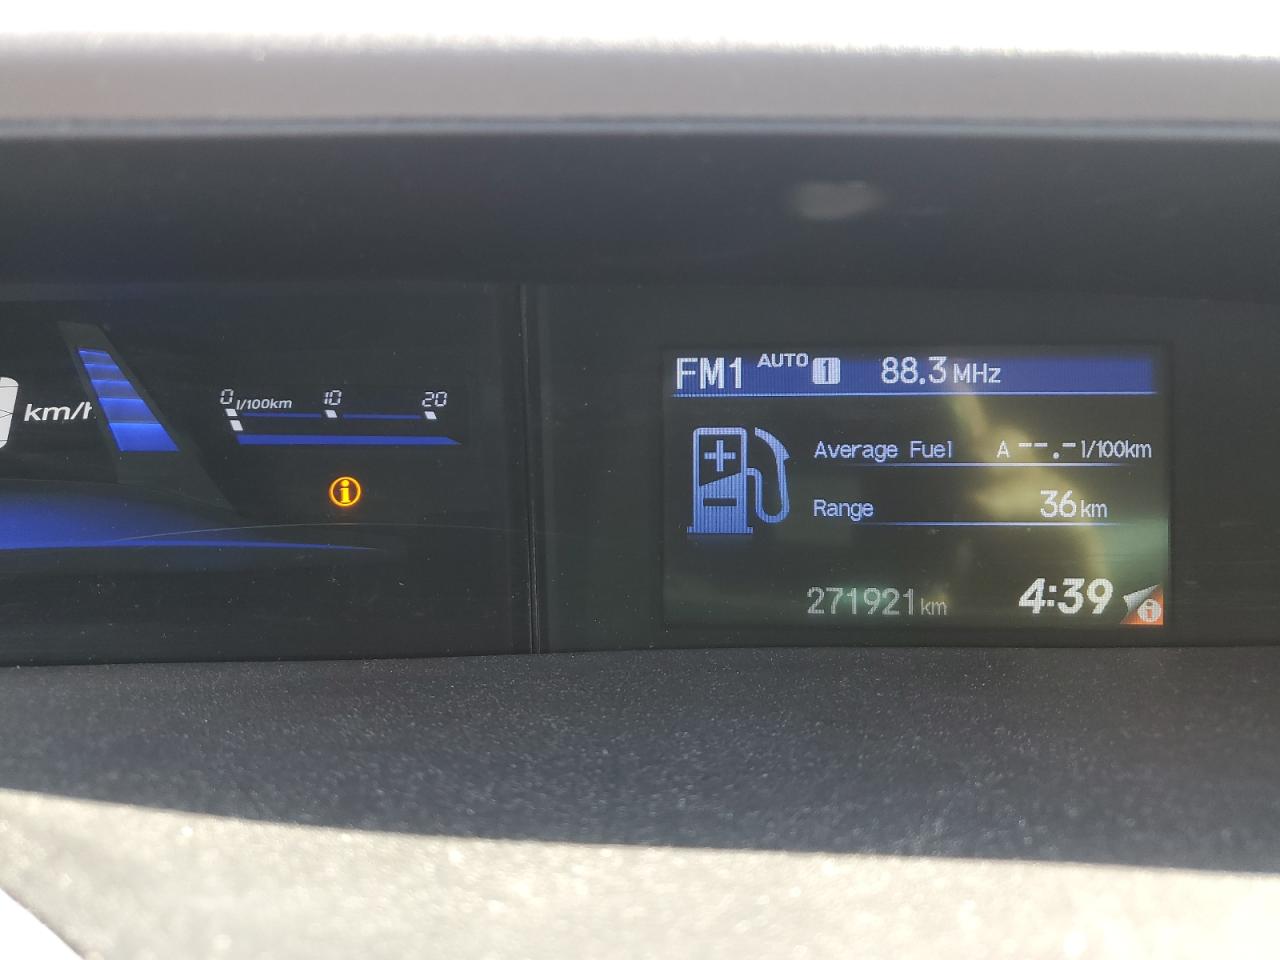 km/h
0 10 20
l/100km
FM1 AUTO 1 88.3 MHz
Average Fuel A --.- l/100km
Range 36 km
271921 km 4:39